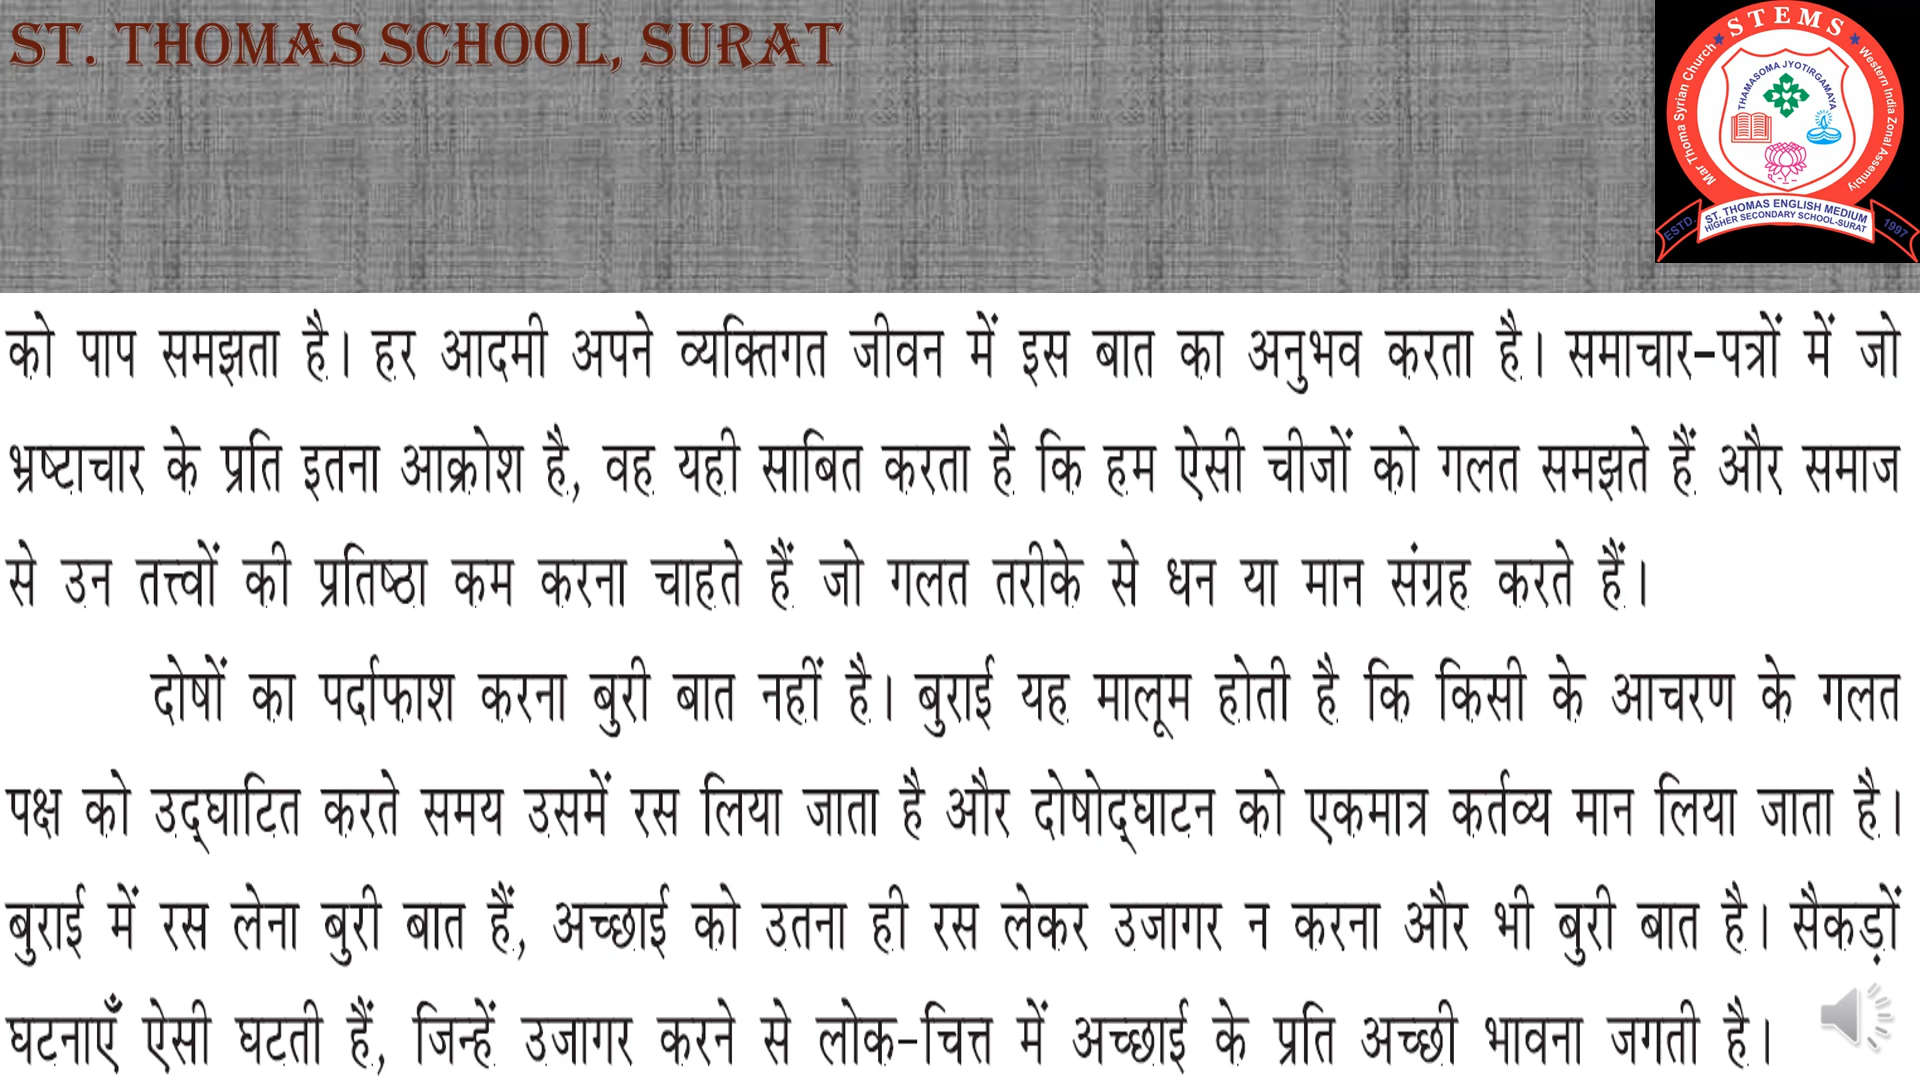 ST. THOMAS SCHOOL, SURAT
STEMS
Mar Thoma Syrian Church
Western India Zonal Assembly
THAMASOMA JYOTIRGAMAYA
ESTD.
ST. THOMAS ENGLISH MEDIUM
HIGHER SECONDARY SCHOOL-SURAT
1997
को पाप समझता है। हर आदमी अपने व्यक्तिगत जीवन में इस बात का अनुभव करता है। समाचार-पत्रों में जो
भ्रष्टाचार के प्रति इतना आक्रोश है, वह यही साबित करता है कि हम ऐसी चीजों को गलत समझते हैं और समाज
से उन तत्त्वों की प्रतिष्ठा कम करना चाहते हैं जो गलत तरीके से धन या मान संग्रह करते हैं।
दोषों का पर्दाफ़ाश करना बुरी बात नहीं है। बुराई यह मालूम होती है कि किसी के आचरण के गलत
पक्ष को उद्घाटित करते समय उसमें रस लिया जाता है और दोषोद्घाटन को एकमात्र कर्तव्य मान लिया जाता है।
बुराई में रस लेना बुरी बात हैं, अच्छाई को उतना ही रस लेकर उजागर न करना और भी बुरी बात है। सैकड़ों
घटनाएँ ऐसी घटती हैं, जिन्हें उजागर करने से लोक-चित्त में अच्छाई के प्रति अच्छी भावना जगती है।